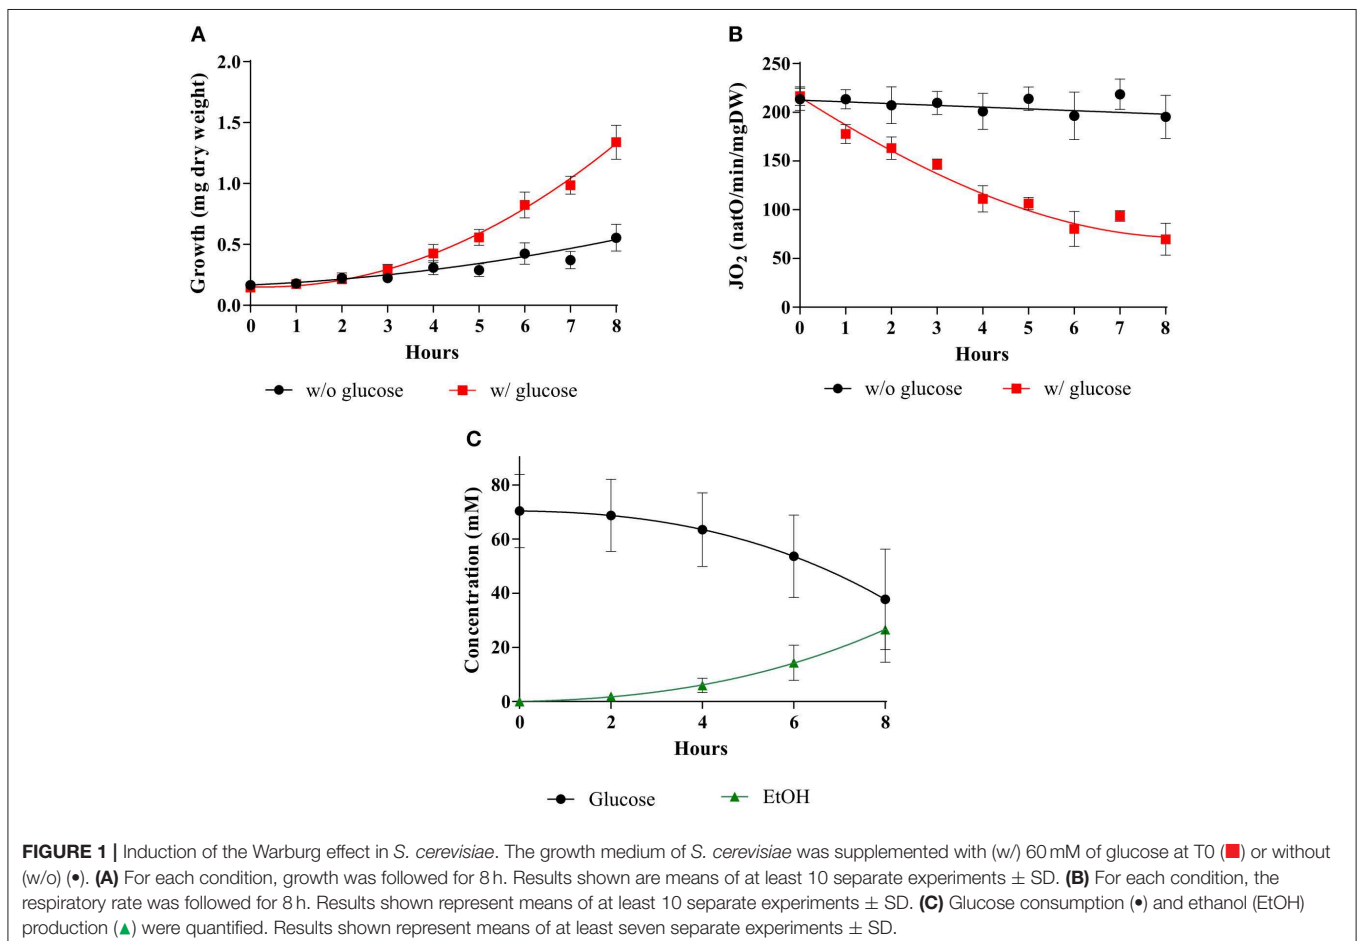 A
Growth (mg dry weight)
2.0
1.5
1.0
0.5
0.0
0 1 2 3 4 5 6 7 8
Hours
w/o glucose w/ glucose
B
JO2 (natO/min/mgDW)
250
200
150
100
50
0
0 1 2 3 4 5 6 7 8
Hours
w/o glucose w/ glucose
C
Concentration (mM)
80
60
40
20
0
0 2 4 6 8
Hours
Glucose EtOH
FIGURE 1 | Induction of the Warburg effect in S. cerevisiae. The growth medium of S. cerevisiae was supplemented with (w/) 60 mM of glucose at T0 (■) or without
(w/o) (•). (A) For each condition, growth was followed for 8 h. Results shown are means of at least 10 separate experiments ± SD. (B) For each condition, the
respiratory rate was followed for 8 h. Results shown represent means of at least 10 separate experiments ± SD. (C) Glucose consumption (•) and ethanol (EtOH)
production (▲) were quantified. Results shown represent means of at least seven separate experiments ± SD.